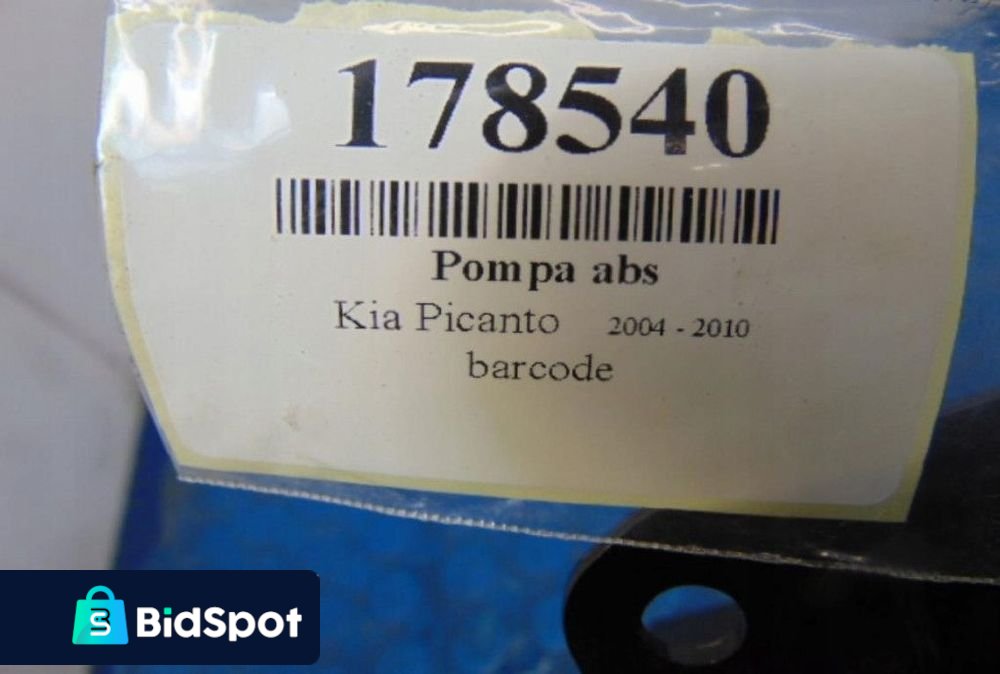 178540
Pompa abs
Kia Picanto 2004 - 2010
barcode
BidSpot